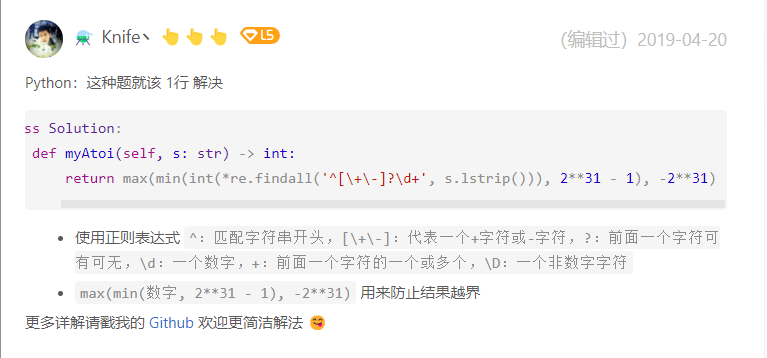 Knife丶
L5
（编辑过）2019-04-20
Python：这种题就该 1行 解决
ss Solution:
def myAtoi(self, s: str) -> int:
return max(min(int(*re.findall('^[\+\-]?\d+', s.lstrip())), 2**31 - 1), -2**31)
使用正则表达式 ^：匹配字符串开头，[\+\-]：代表一个+字符或-字符，?：前面一个字符可
有可无，\d：一个数字，+：前面一个字符的一个或多个，\D：一个非数字字符
max(min(数字, 2**31 - 1), -2**31) 用来防止结果越界
更多详解请戳我的 Github 欢迎更简洁解法 😋